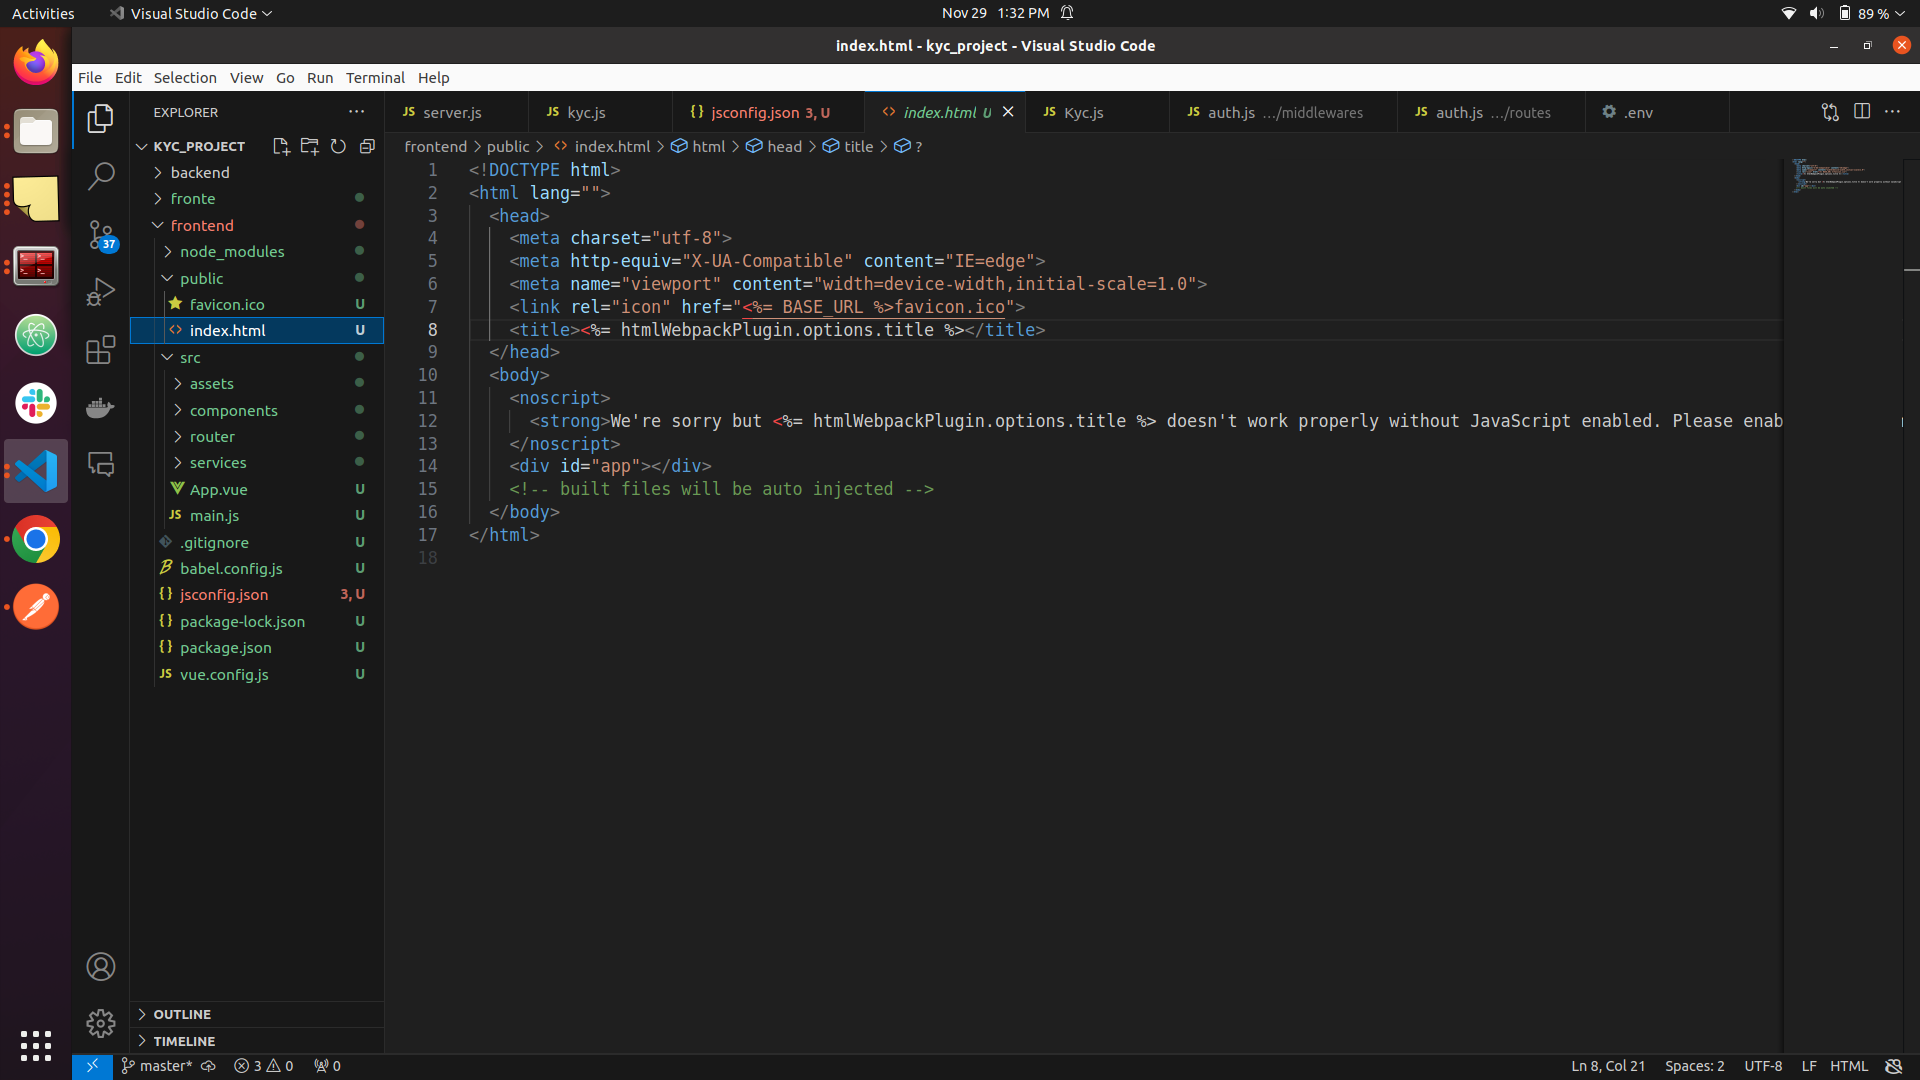 Activities
Visual Studio Code
Nov 29 1:32 PM
89 %
index.html - kyc_project - Visual Studio Code
File Edit Selection View Go Run Terminal Help
EXPLORER
KYC_PROJECT
backend
fronte
frontend
node_modules
public
favicon.ico U
index.html U
src
assets
components
router
services
App.vue U
main.js U
.gitignore U
babel.config.js U
jsconfig.json 3, U
package-lock.json U
package.json U
vue.config.js U
OUTLINE
TIMELINE
37
JS server.js
JS kyc.js
{} jsconfig.json 3, U
<> index.html U
JS Kyc.js
JS auth.js .../middlewares
JS auth.js .../routes
.env
frontend > public > <> index.html > html > head > title > ?
1 <!DOCTYPE html>
2 <html lang="">
3 <head>
4 <meta charset="utf-8">
5 <meta http-equiv="X-UA-Compatible" content="IE=edge">
6 <meta name="viewport" content="width=device-width,initial-scale=1.0">
7 <link rel="icon" href="<%= BASE_URL %>favicon.ico">
8 <title><%= htmlWebpackPlugin.options.title %></title>
9 </head>
10 <body>
11 <noscript>
12 <strong>We're sorry but <%= htmlWebpackPlugin.options.title %> doesn't work properly without JavaScript enabled. Please enab
13 </noscript>
14 <div id="app"></div>
15 <!-- built files will be auto injected -->
16 </body>
17 </html>
18
master* 3 0 0
Ln 8, Col 21 Spaces: 2 UTF-8 LF HTML